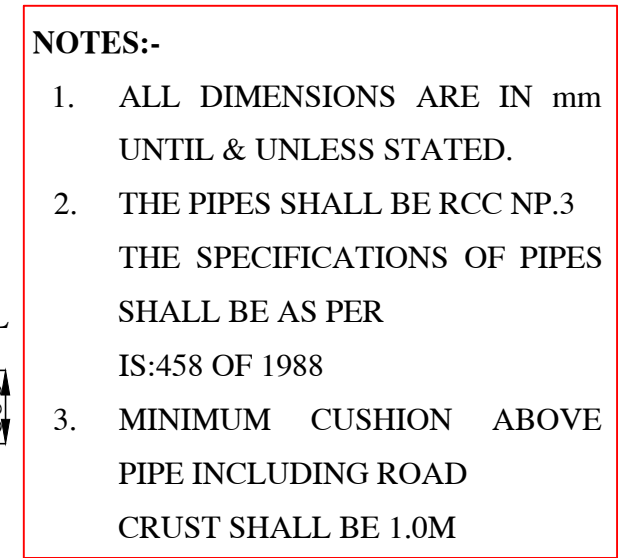 NOTES:-
1. ALL DIMENSIONS ARE IN mm
UNTIL & UNLESS STATED.
2. THE PIPES SHALL BE RCC NP.3
THE SPECIFICATIONS OF PIPES
SHALL BE AS PER
IS:458 OF 1988
3. MINIMUM CUSHION ABOVE
PIPE INCLUDING ROAD
CRUST SHALL BE 1.0M